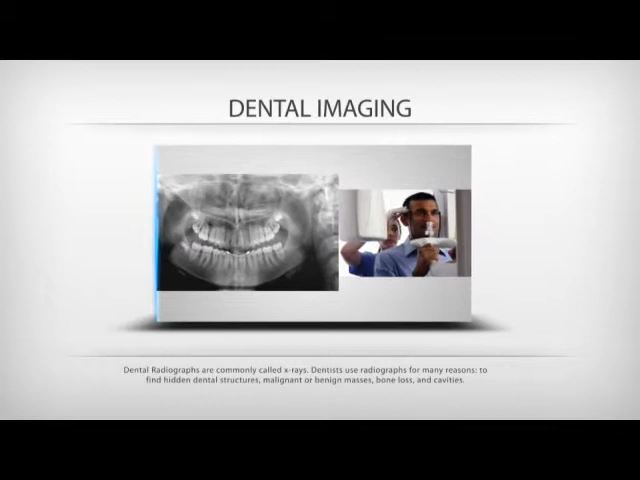 DENTAL IMAGING
Dental Radiographs are commonly called x-rays. Dentists use radiographs for many reasons: to
find hidden dental structures, malignant or benign masses, bone loss, and cavities.